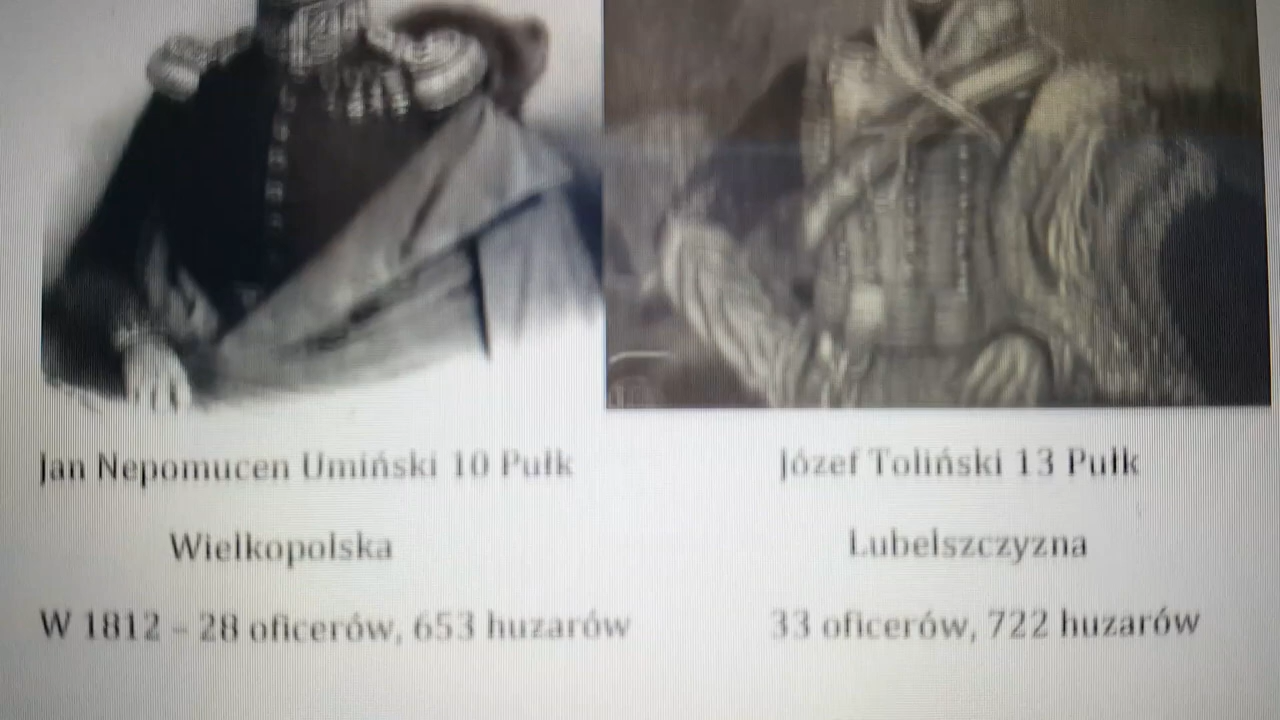 Jan Nepomucen Umiński 10 Pułk
Józef Toliński 13 Pułk
Wielkopolska
Lubelszczyzna
W 1812 – 28 oficerów, 653 huzarów
33 oficerów, 722 huzarów